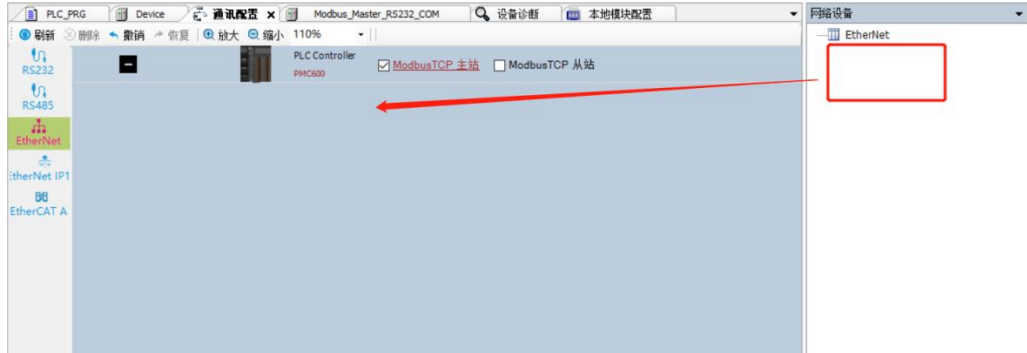 PLC_PRG Device 通讯配置 Modbus_Master_RS232_COM 设备诊断 本地模块配置 网络设备
刷新 删除 撤销 恢复 放大 缩小 110%
EtherNet
RS232
PLC Controller
PMC600
ModbusTCP 主站 ModbusTCP 从站
RS485
EtherNet
EtherNet IP1
EtherCAT A